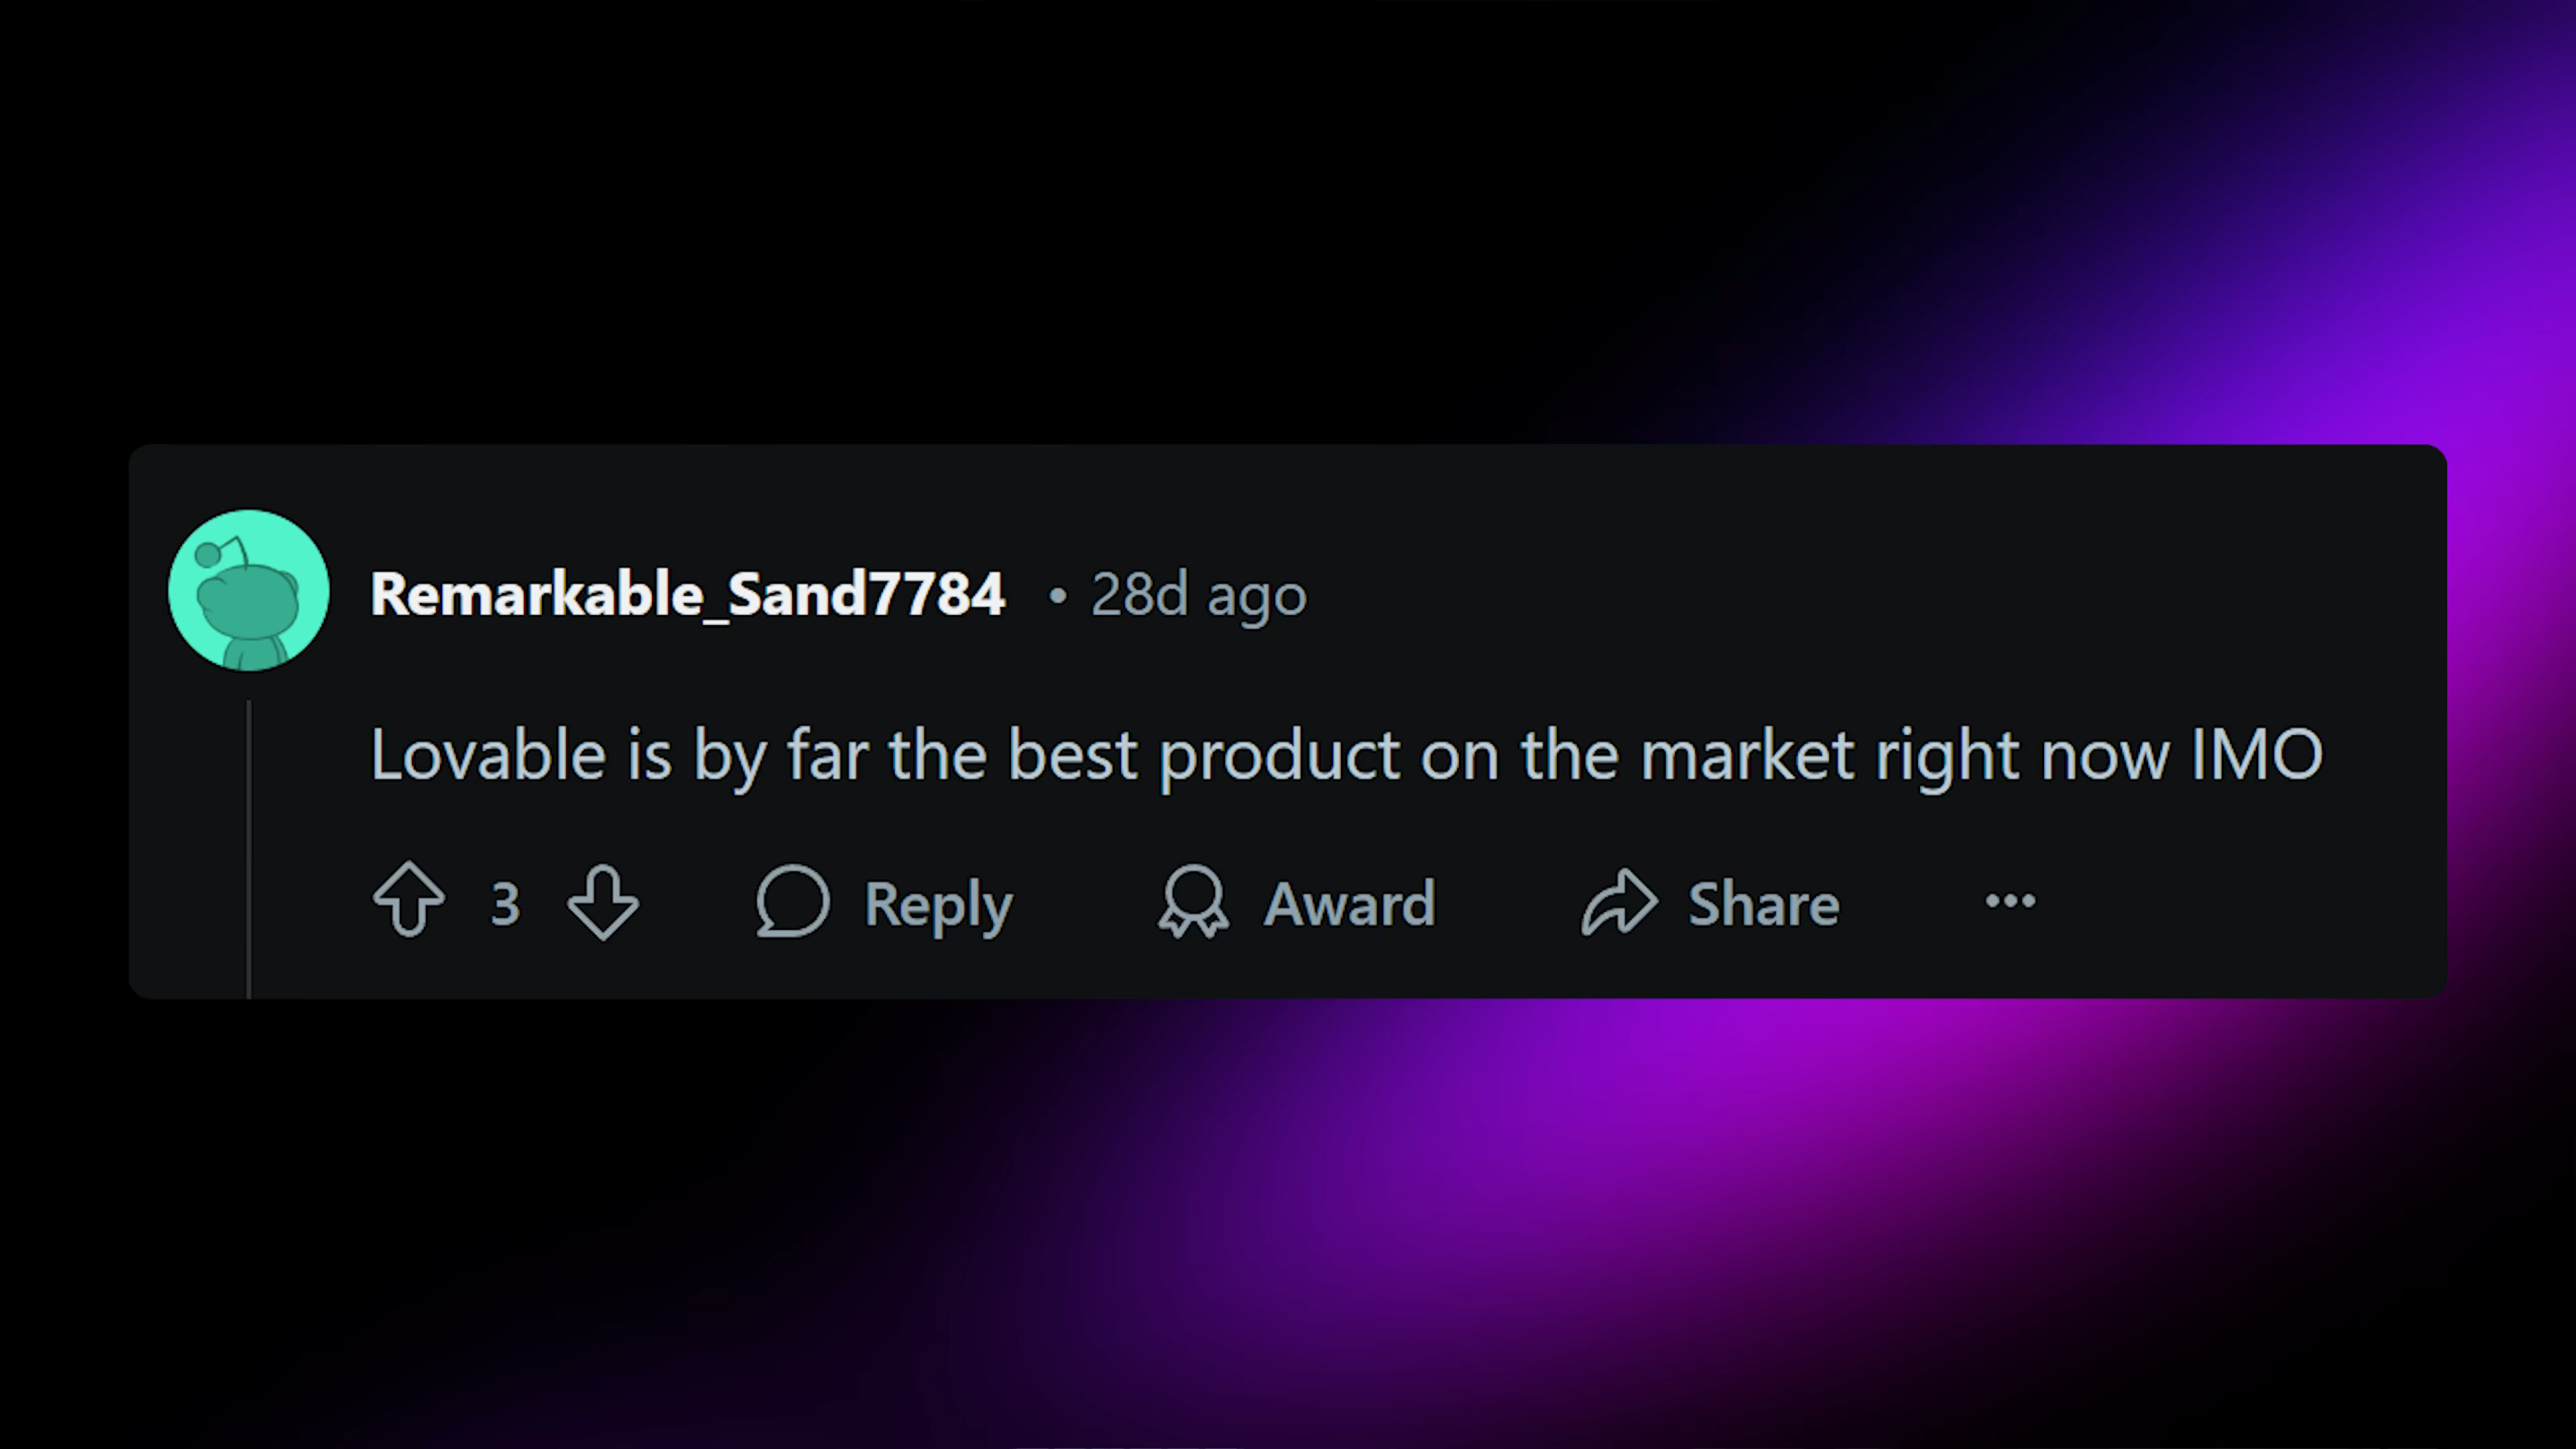 Remarkable_Sand7784 • 28d ago
Lovable is by far the best product on the market right now IMO
3 Reply Award Share ···